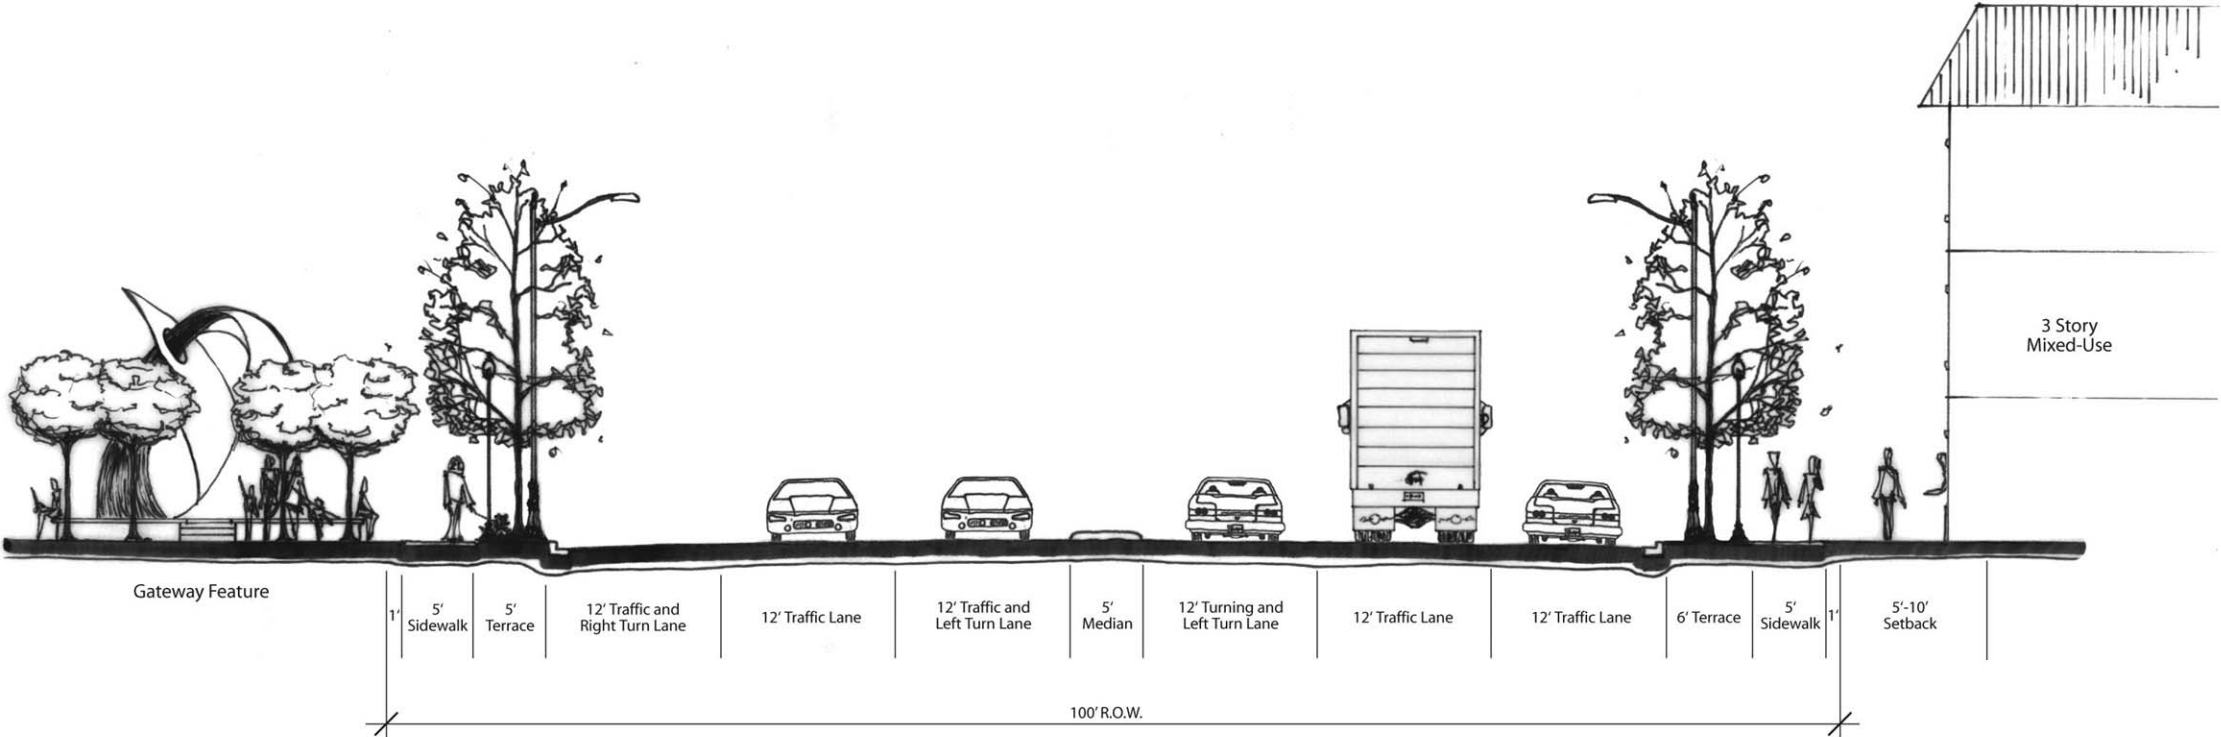 3 Story
Mixed-Use
Gateway Feature
1’
5’
Sidewalk
5’
Terrace
12’ Traffic and
Right Turn Lane
12’ Traffic Lane
12’ Traffic and
Left Turn Lane
5’
Median
12’ Turning and
Left Turn Lane
12’ Traffic Lane
12’ Traffic Lane
6’ Terrace
5’
Sidewalk
1’
5’-10’
Setback
100’ R.O.W.